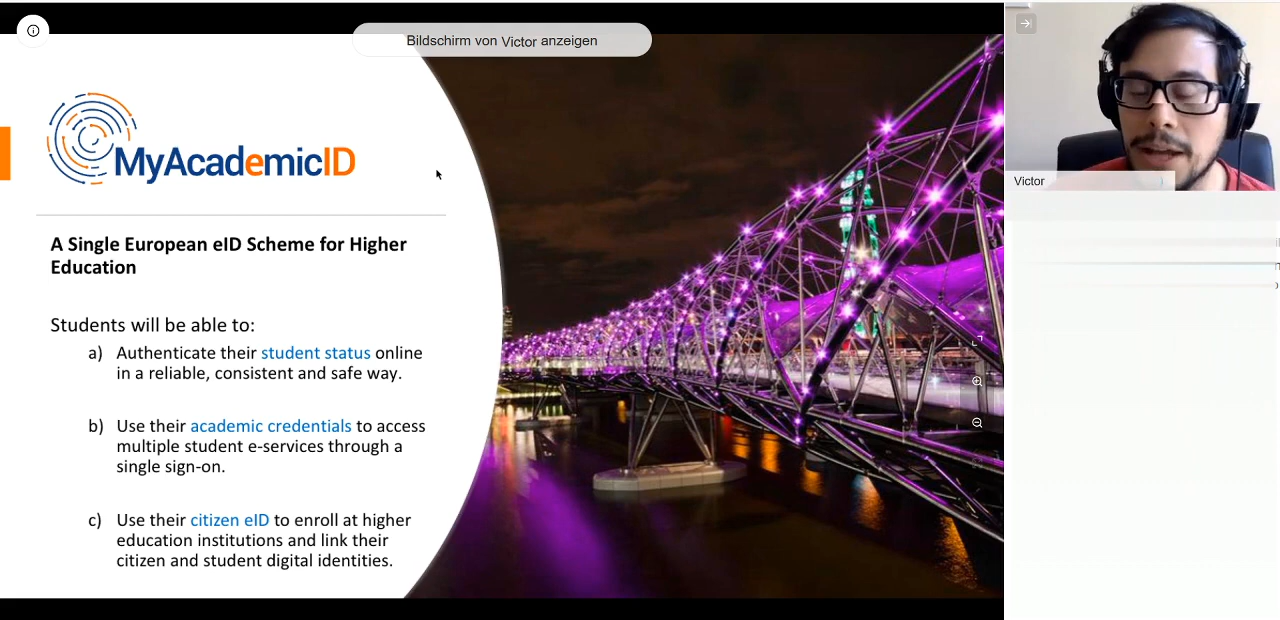 Bildschirm von Victor anzeigen
MyAcademicID
A Single European eID Scheme for Higher
Education
Students will be able to:
a) Authenticate their student status online
in a reliable, consistent and safe way.
b) Use their academic credentials to access
multiple student e-services through a
single sign-on.
c) Use their citizen eID to enroll at higher
education institutions and link their
citizen and student digital identities.
Victor